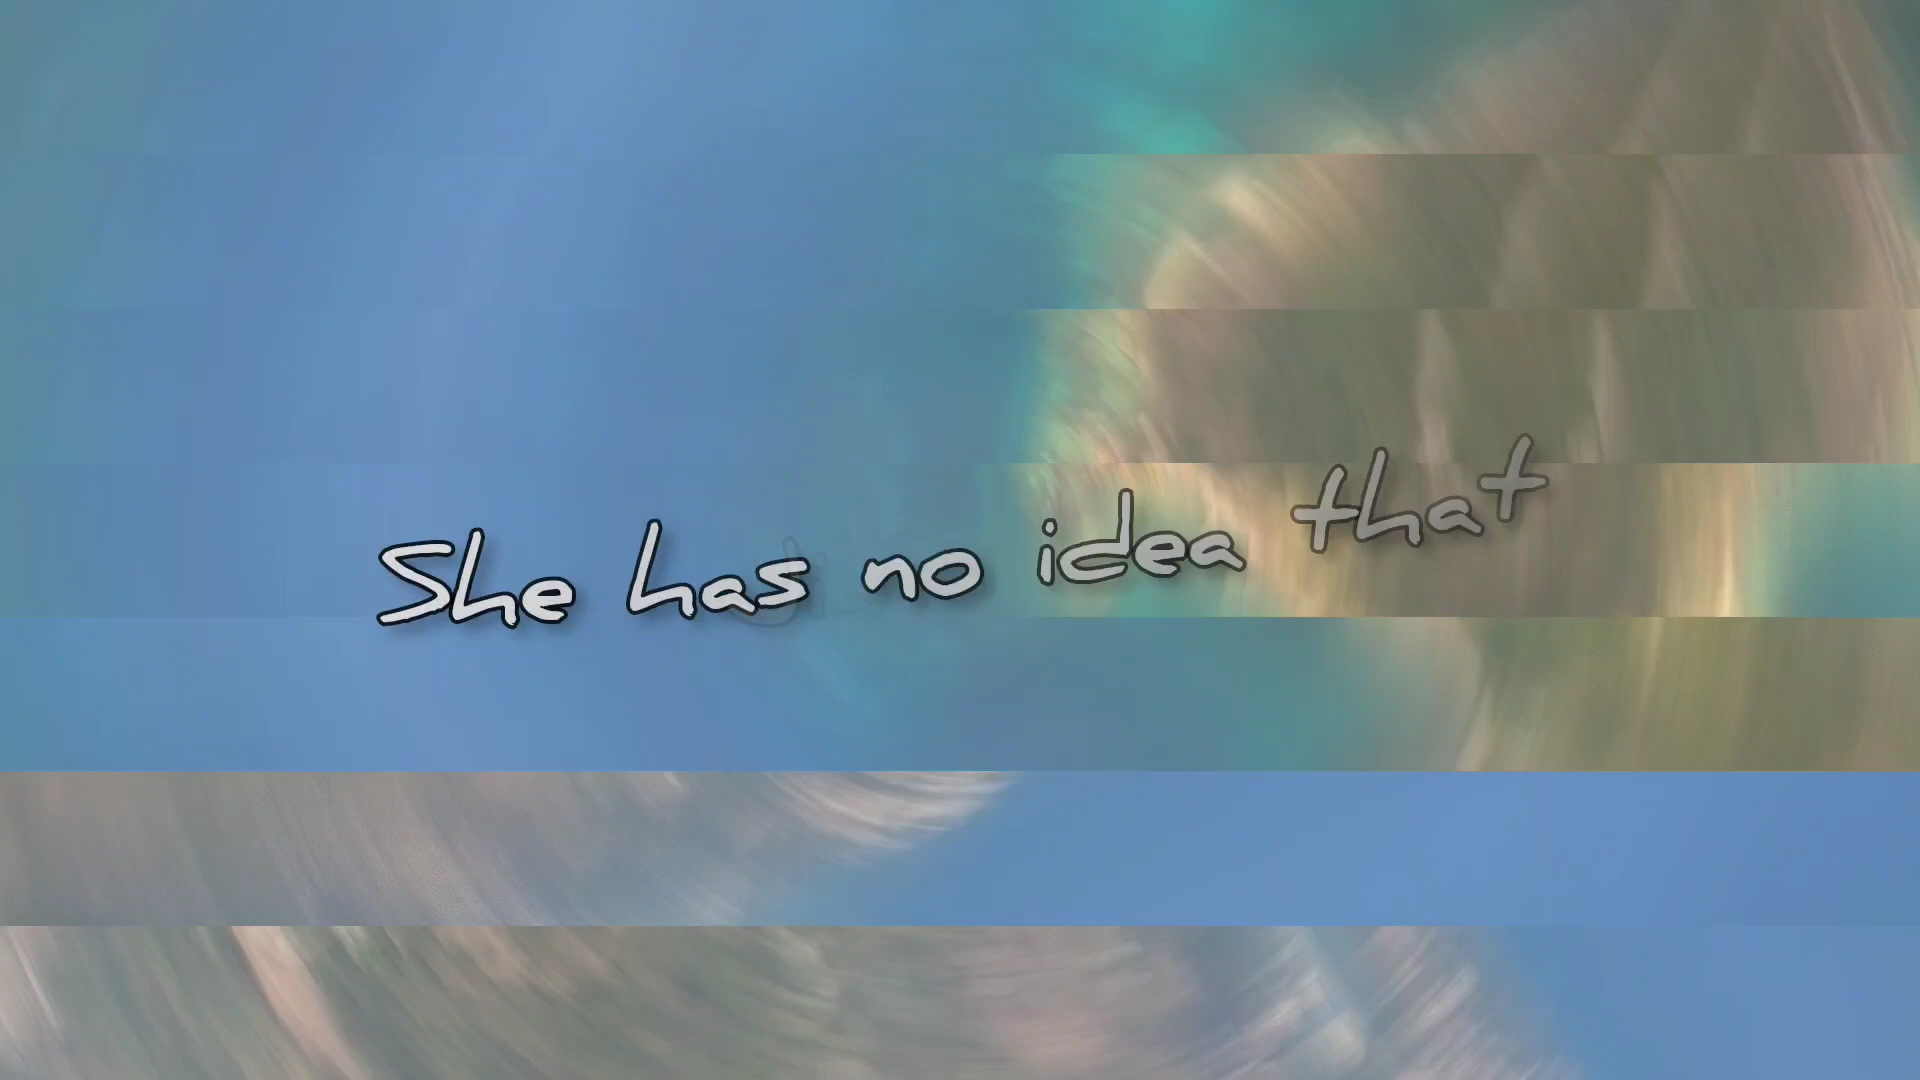 She has no idea that